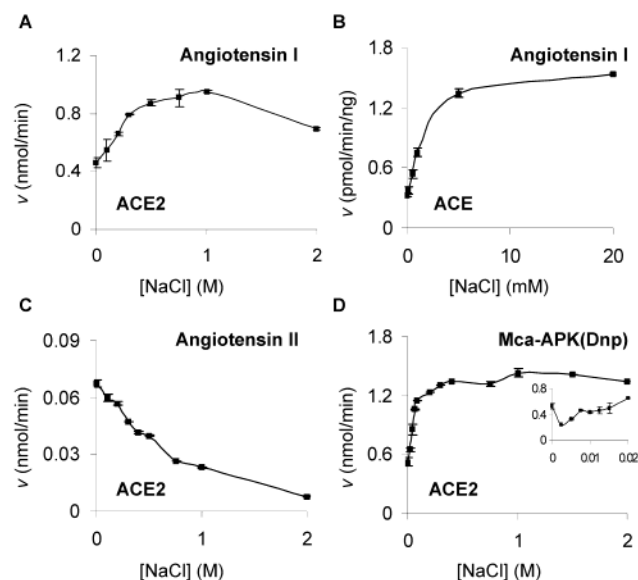 A
Angiotensin I
1.2
0.8
0.4
0
v (nmol/min)
ACE2
0 1 2
[NaCl] (M)
B
Angiotensin I
1.8
1.2
0.6
0
v (pmol/min/ng)
ACE
0 10 20
[NaCl] (mM)
C
Angiotensin II
0.09
0.06
0.03
0
v (nmol/min)
ACE2
0 1 2
[NaCl] (M)
D
Mca-APK(Dnp)
1.8
1.2
0.6
0
v (nmol/min)
0.8
0.4
0
0 0.01 0.02
ACE2
0 1 2
[NaCl] (M)